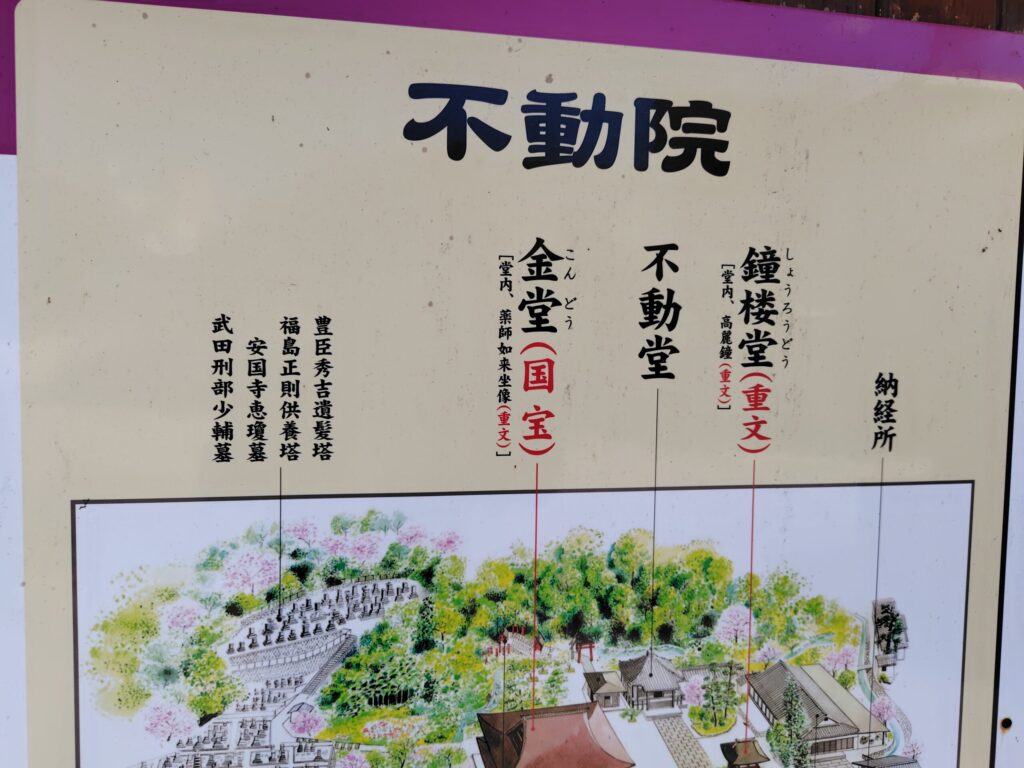 不動院
納経所
しょうろうどう
鐘楼堂(重文)
[堂内、高麗鐘(重文)]
不動堂
こんどう
金堂(国宝)
[堂内、薬師如来坐像(重文)]
豊臣秀吉遺髪塔
福島正則供養塔
安国寺恵瓊墓
武田刑部少輔墓